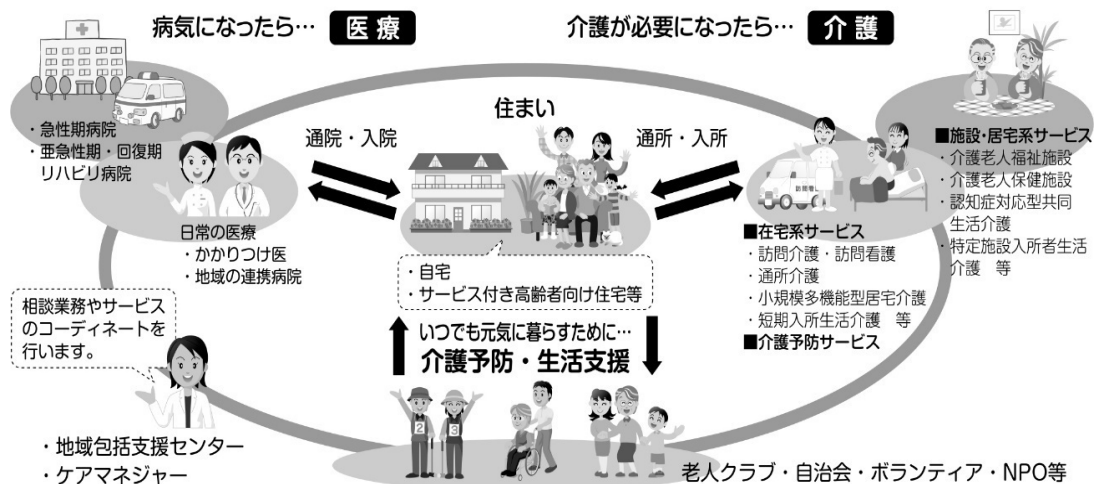 病気になったら… 医療
介護が必要になったら… 介護
・急性期病院
・亜急性期・回復期
リハビリ病院
日常の医療
・かかりつけ医
・地域の連携病院
通院・入院
住まい
通所・入所
・自宅
・サービス付き高齢者向け住宅等
訪問看護
■在宅系サービス
・訪問介護・訪問看護
・通所介護
・小規模多機能型居宅介護
・短期入所生活介護 等
■介護予防サービス
■施設・居宅系サービス
・介護老人福祉施設
・介護老人保健施設
・認知症対応型共同
生活介護
・特定施設入所者生活
介護 等
相談業務やサービス
のコーディネートを
行います。
・地域包括支援センター
・ケアマネジャー
いつでも元気に暮らすために…
介護予防・生活支援
2
3
老人クラブ・自治会・ボランティア・NPO等